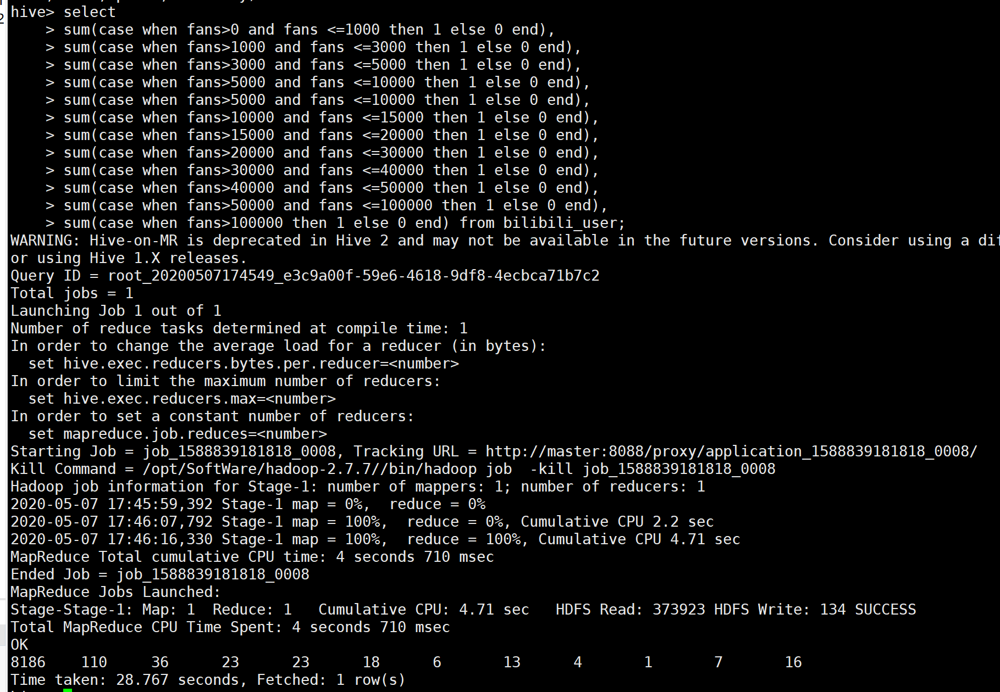 hive> select
    > sum(case when fans>0 and fans <=1000 then 1 else 0 end),
    > sum(case when fans>1000 and fans <=3000 then 1 else 0 end),
    > sum(case when fans>3000 and fans <=5000 then 1 else 0 end),
    > sum(case when fans>5000 and fans <=10000 then 1 else 0 end),
    > sum(case when fans>5000 and fans <=10000 then 1 else 0 end),
    > sum(case when fans>10000 and fans <=15000 then 1 else 0 end),
    > sum(case when fans>15000 and fans <=20000 then 1 else 0 end),
    > sum(case when fans>20000 and fans <=30000 then 1 else 0 end),
    > sum(case when fans>30000 and fans <=40000 then 1 else 0 end),
    > sum(case when fans>40000 and fans <=50000 then 1 else 0 end),
    > sum(case when fans>50000 and fans <=100000 then 1 else 0 end),
    > sum(case when fans>100000 then 1 else 0 end) from bilibili_user;
WARNING: Hive-on-MR is deprecated in Hive 2 and may not be available in the future versions. Consider using a
or using Hive 1.X releases.
Query ID = root_20200507174549_e3c9a00f-59e6-4618-9df8-4ecbca71b7c2
Total jobs = 1
Launching Job 1 out of 1
Number of reduce tasks determined at compile time: 1
In order to change the average load for a reducer (in bytes):
  set hive.exec.reducers.bytes.per.reducer=<number>
In order to limit the maximum number of reducers:
  set hive.exec.reducers.max=<number>
In order to set a constant number of reducers:
  set mapreduce.job.reduces=<number>
Starting Job = job_1588839181818_0008, Tracking URL = http://master:8088/proxy/application_1588839181818_0008/
Kill Command = /opt/SoftWare/hadoop-2.7.7//bin/hadoop job  -kill job_1588839181818_0008
Hadoop job information for Stage-1: number of mappers: 1; number of reducers: 1
2020-05-07 17:45:59,392 Stage-1 map = 0%,  reduce = 0%
2020-05-07 17:46:07,792 Stage-1 map = 100%,  reduce = 0%, Cumulative CPU 2.2 sec
2020-05-07 17:46:16,330 Stage-1 map = 100%,  reduce = 100%, Cumulative CPU 4.71 sec
MapReduce Total cumulative CPU time: 4 seconds 710 msec
Ended Job = job_1588839181818_0008
MapReduce Jobs Launched:
Stage-Stage-1: Map: 1  Reduce: 1   Cumulative CPU: 4.71 sec   HDFS Read: 373923 HDFS Write: 134 SUCCESS
Total MapReduce CPU Time Spent: 4 seconds 710 msec
OK
8186    110     36      23      23      18      6       13      4       1       7       16
Time taken: 28.767 seconds, Fetched: 1 row(s)